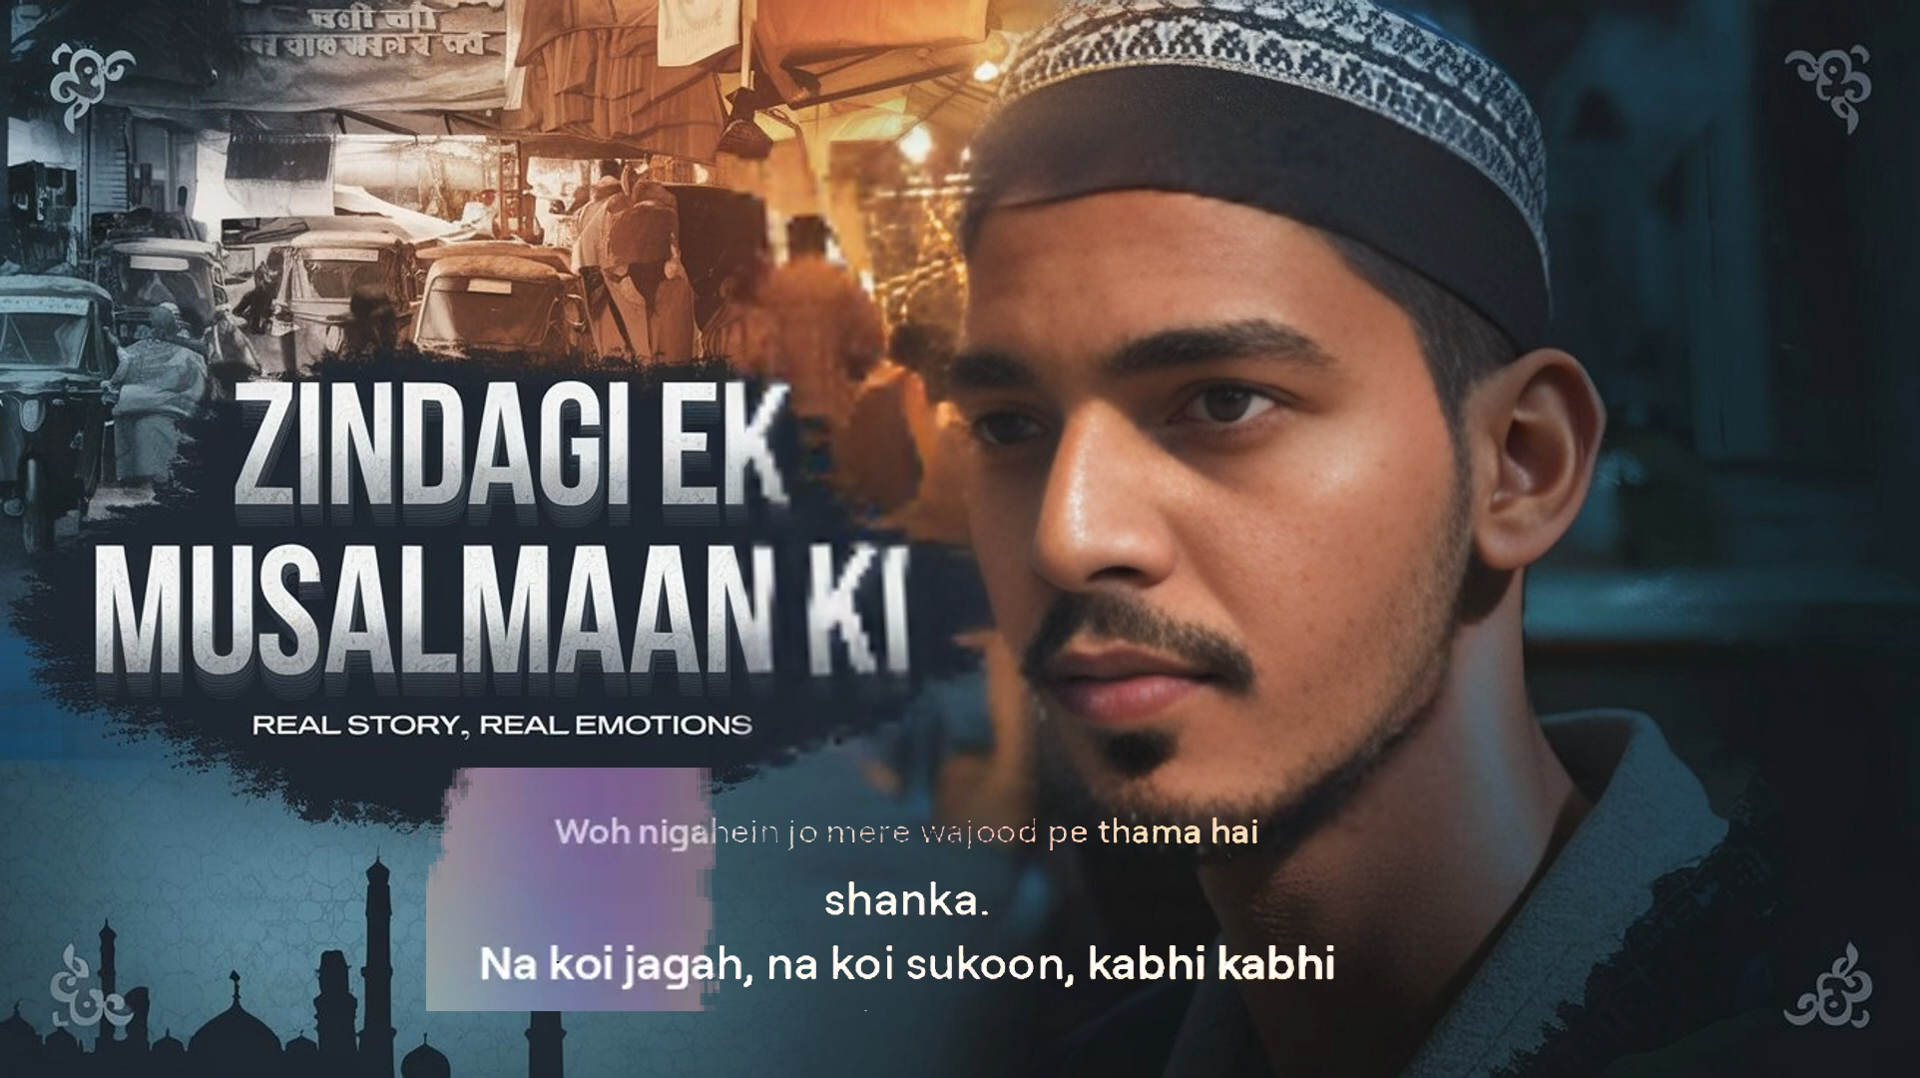 ZINDAGI EK
MUSALMAAN KI
REAL STORY, REAL EMOTIONS
Woh nigahein jo mere wajood pe thama hai
shanka.
Na koi jagah, na koi sukoon, kabhi kabhi